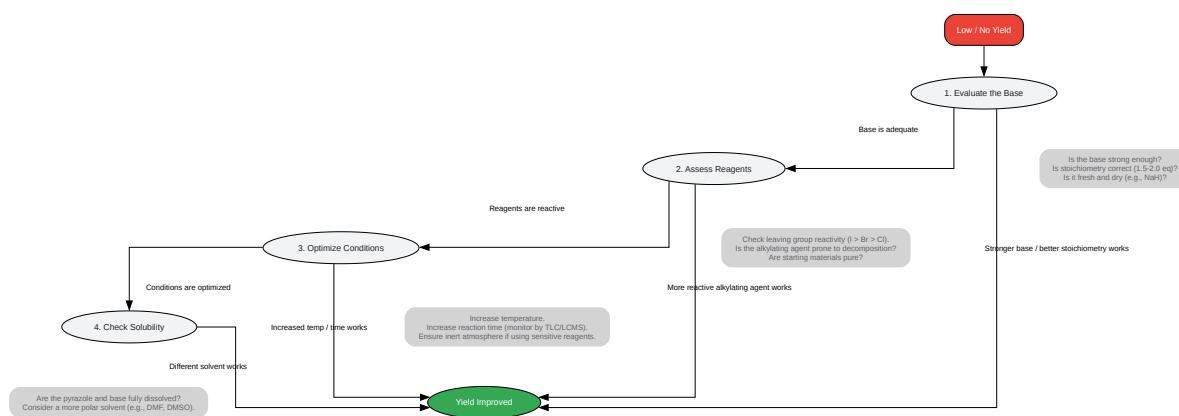 Low / No Yield
1. Evaluate the Base
Base is adequate
Is the base strong enough?
Is stoichiometry correct (1.5-2.0 eq)?
Is it fresh and dry (e.g., NaH)?
2. Assess Reagents
Reagents are reactive
Check leaving group reactivity (I > Br > Cl).
Is the alkylating agent prone to decomposition?
Are starting materials pure?
Stronger base / better stoichiometry works
3. Optimize Conditions
Conditions are optimized
More reactive alkylating agent works
Increase temperature.
Increase reaction time (monitor by TLC/LCMS).
Ensure inert atmosphere if using sensitive reagents.
4. Check Solubility
Increased temp / time works
Different solvent works
Are the pyrazole and base fully dissolved?
Consider a more polar solvent (e.g., DMF, DMSO).
Yield Improved